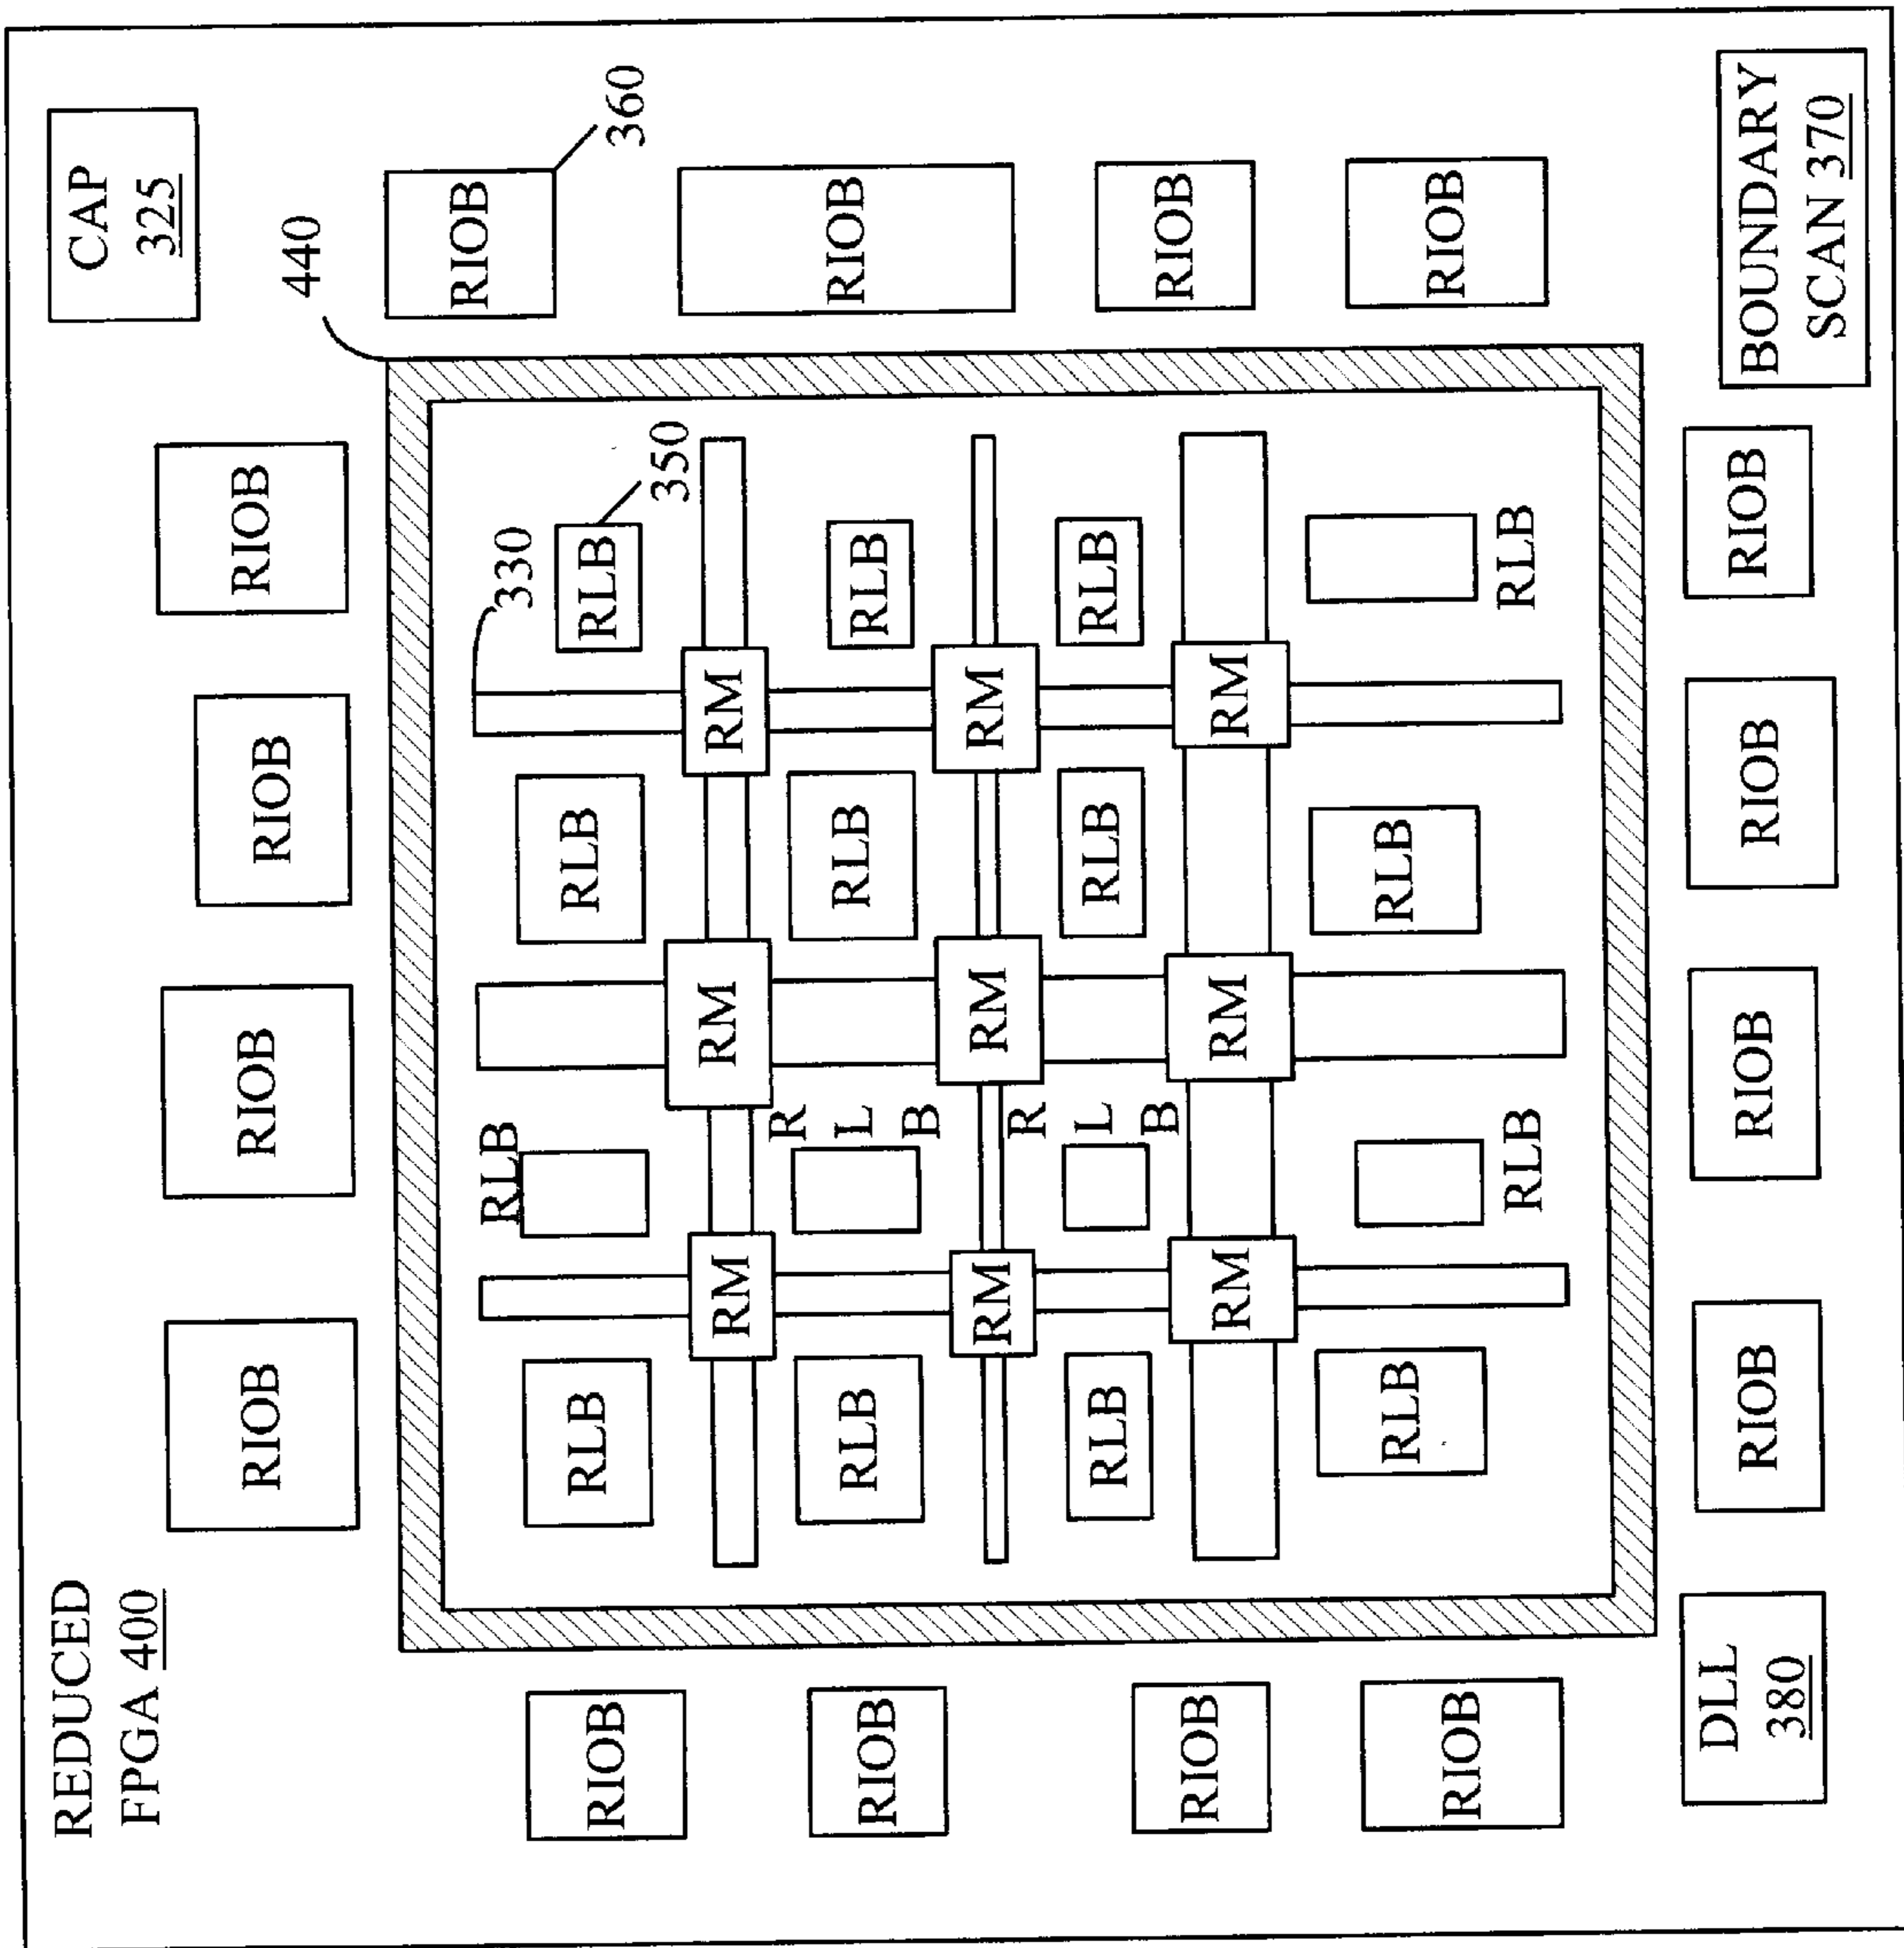 REDUCED
FPGA 400
CAP
325
RIOB
RIOB
RIOB
RIOB
440
330
RIOB
RLB
RLB
RLB
RLB
350
RIOB
360
RM
RM
RM
RIOB
RLB
R
L
B
RLB
RLB
RIOB
RM
RM
RM
RIOB
RLB
R
L
B
RLB
RLB
RIOB
RM
RM
RM
RIOB
RLB
RLB
RLB
RLB
RIOB
DLL
380
RIOB
RIOB
RIOB
RIOB
BOUNDARY
SCAN 370